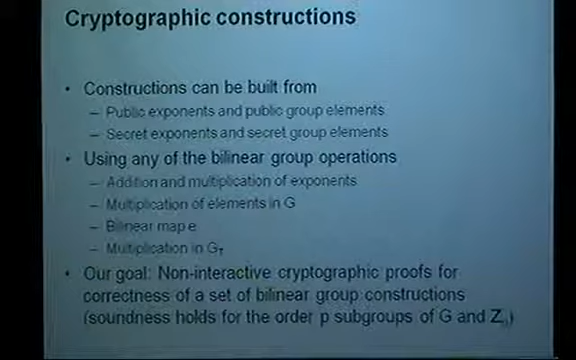 Cryptographic constructions
• Constructions can be built from
– Public exponents and public group elements
– Secret exponents and secret group elements
• Using any of the bilinear group operations
– Addition and multiplication of exponents
– Multiplication of elements in G
– Bilinear map e
– Multiplication in G_T
• Our goal: Non-interactive cryptographic proofs for
correctness of a set of bilinear group constructions
(soundness holds for the order p subgroups of G and Z_n)